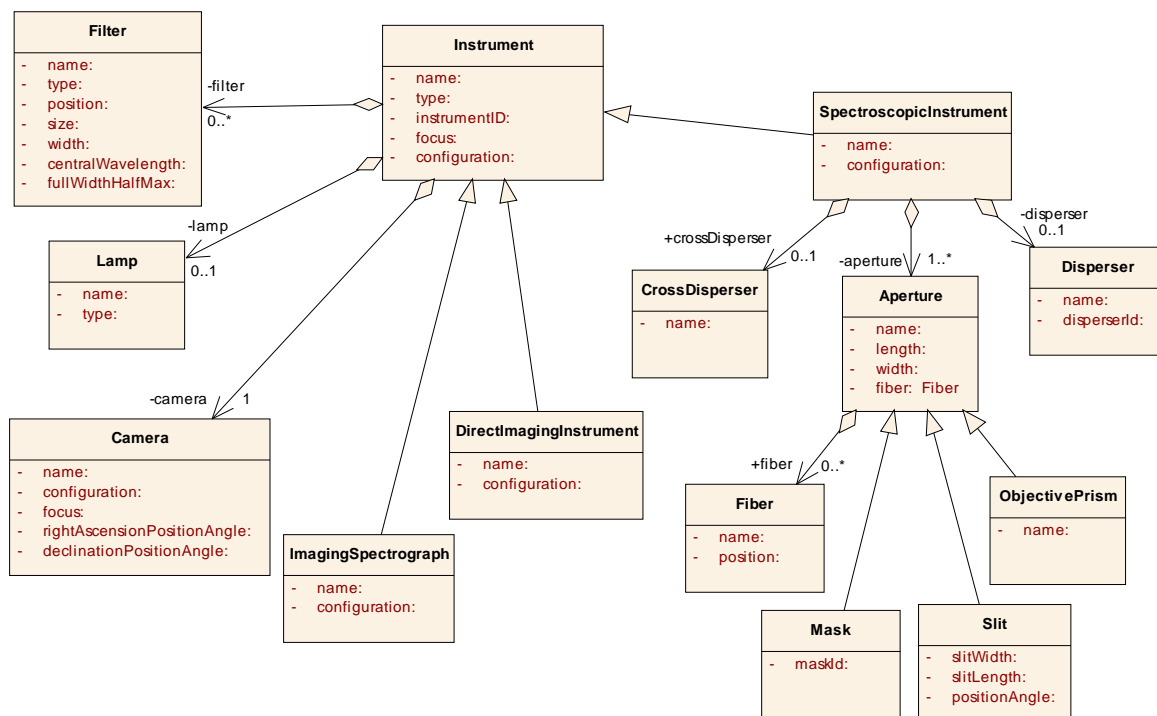 Filter
- name:
- type:
- position:
- size:
- width:
- centralWavelength:
- fullWidthHalfMax:
-filter
0..*
Instrument
- name:
- type:
- instrumentID:
- focus:
- configuration:
SpectroscopicInstrument
- name:
- configuration:
-lamp
0..1
Lamp
- name:
- type:
+crossDisperser
0..1
-aperture
1..*
-disperser
0..1
CrossDisperser
- name:
Aperture
- name:
- length:
- width:
- fiber: Fiber
Disperser
- name:
- disperserId:
-camera
1
Camera
- name:
- configuration:
- focus:
- rightAscensionPositionAngle:
- declinationPositionAngle:
DirectImagingInstrument
- name:
- configuration:
ImagingSpectrograph
- name:
- configuration:
+fiber
0..*
Fiber
- name:
- position:
ObjectivePrism
- name:
Mask
- maskId:
Slit
- slitWidth:
- slitLength:
- positionAngle: